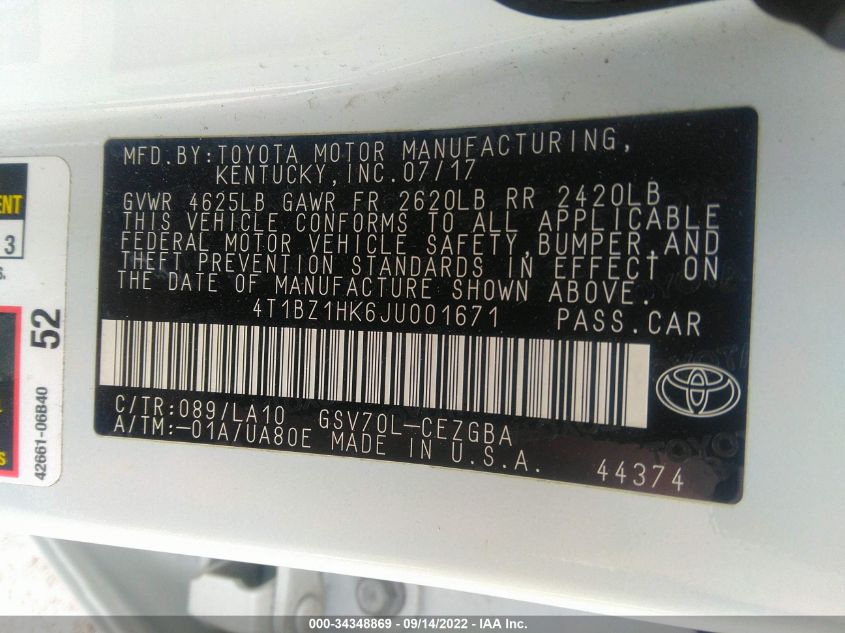 MFD.BY:TOYOTA MOTOR MANUFACTURING,
KENTUCKY,INC.07/17
GVWR 4625LB GAWR FR 2620LB RR 2420LB
THIS VEHICLE CONFORMS TO ALL APPLICABLE
FEDERAL MOTOR VEHICLE SAFETY,BUMPER,AND
THEFT PREVENTION STANDARDS IN EFFECT ON
THE DATE OF MANUFACTURE SHOWN ABOVE.
4T1BZ1HK6JU001671 PASS.CAR
C/TR:089/LA10 GSV70L-CEZGBA
A/TM:-01A/UA80E MADE IN U.S.A.
44374
3
52
42661-06B40
000-34348869 - 09/14/2022 - IAA Inc.